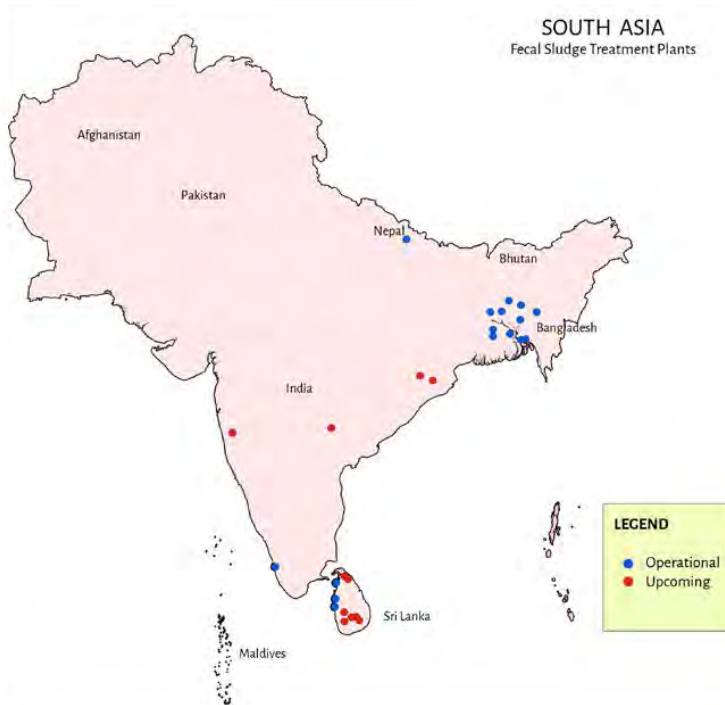 SOUTH ASIA
Fecal Sludge Treatment Plants
Afghanistan
Pakistan
Nepal
Bhutan
Bangladesh
India
LEGEND
Operational
Upcoming
Sri Lanka
Maldives